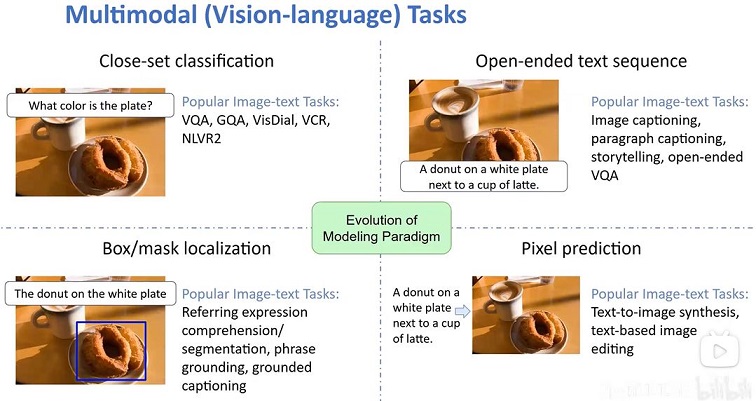 Multimodal (Vision-language) Tasks
Close-set classification
What color is the plate?
Popular Image-text Tasks:
VQA, GQA, VisDial, VCR,
NLVR2
Open-ended text sequence
A donut on a white plate
next to a cup of latte.
Popular Image-text Tasks:
Image captioning,
paragraph captioning,
storytelling, open-ended
VQA
Evolution of
Modeling Paradigm
Box/mask localization
The donut on the white plate
Popular Image-text Tasks:
Referring expression
comprehension/
segmentation, phrase
grounding, grounded
captioning
Pixel prediction
A donut on a
white plate
next to a cup
of latte.
Popular Image-text Tasks:
Text-to-image synthesis,
text-based image
editing
bilibili